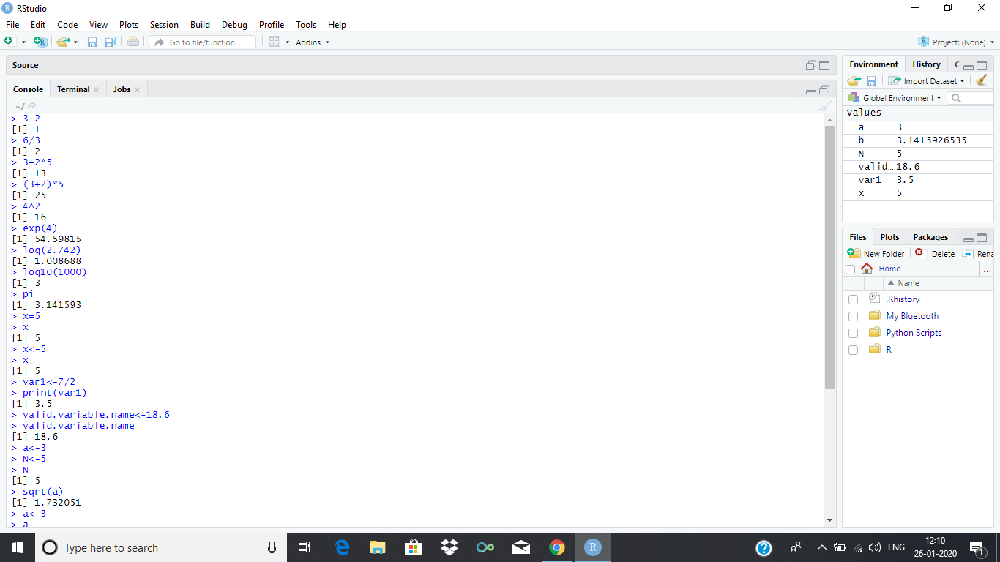 RStudio
File Edit Code View Plots Session Build Debug Profile Tools Help
Go to file/function Addins Project: (None)
Source
Console Terminal Jobs
~/
> 3-2
[1] 1
> 6/3
[1] 2
> 3+2*5
[1] 13
> (3+2)*5
[1] 25
> 4^2
[1] 16
> exp(4)
[1] 54.59815
> log(2.742)
[1] 1.008688
> log10(1000)
[1] 3
> pi
[1] 3.141593
> x=5
> x
[1] 5
> x<-5
> x
[1] 5
> var1<-7/2
> print(var1)
[1] 3.5
> valid.variable.name<-18.6
> valid.variable.name
[1] 18.6
> a<-3
> N<-5
> N
[1] 5
> sqrt(a)
[1] 1.732051
> a<-3
> a
Environment History C
Import Dataset
Global Environment
Values
a 3
b 3.1415926535…
N 5
valid… 18.6
var1 3.5
x 5
Files Plots Packages
New Folder Delete Rena
Home ...
Name
.Rhistory
My Bluetooth
Python Scripts
R
Type here to search
ENG
12:10
26-01-2020
1